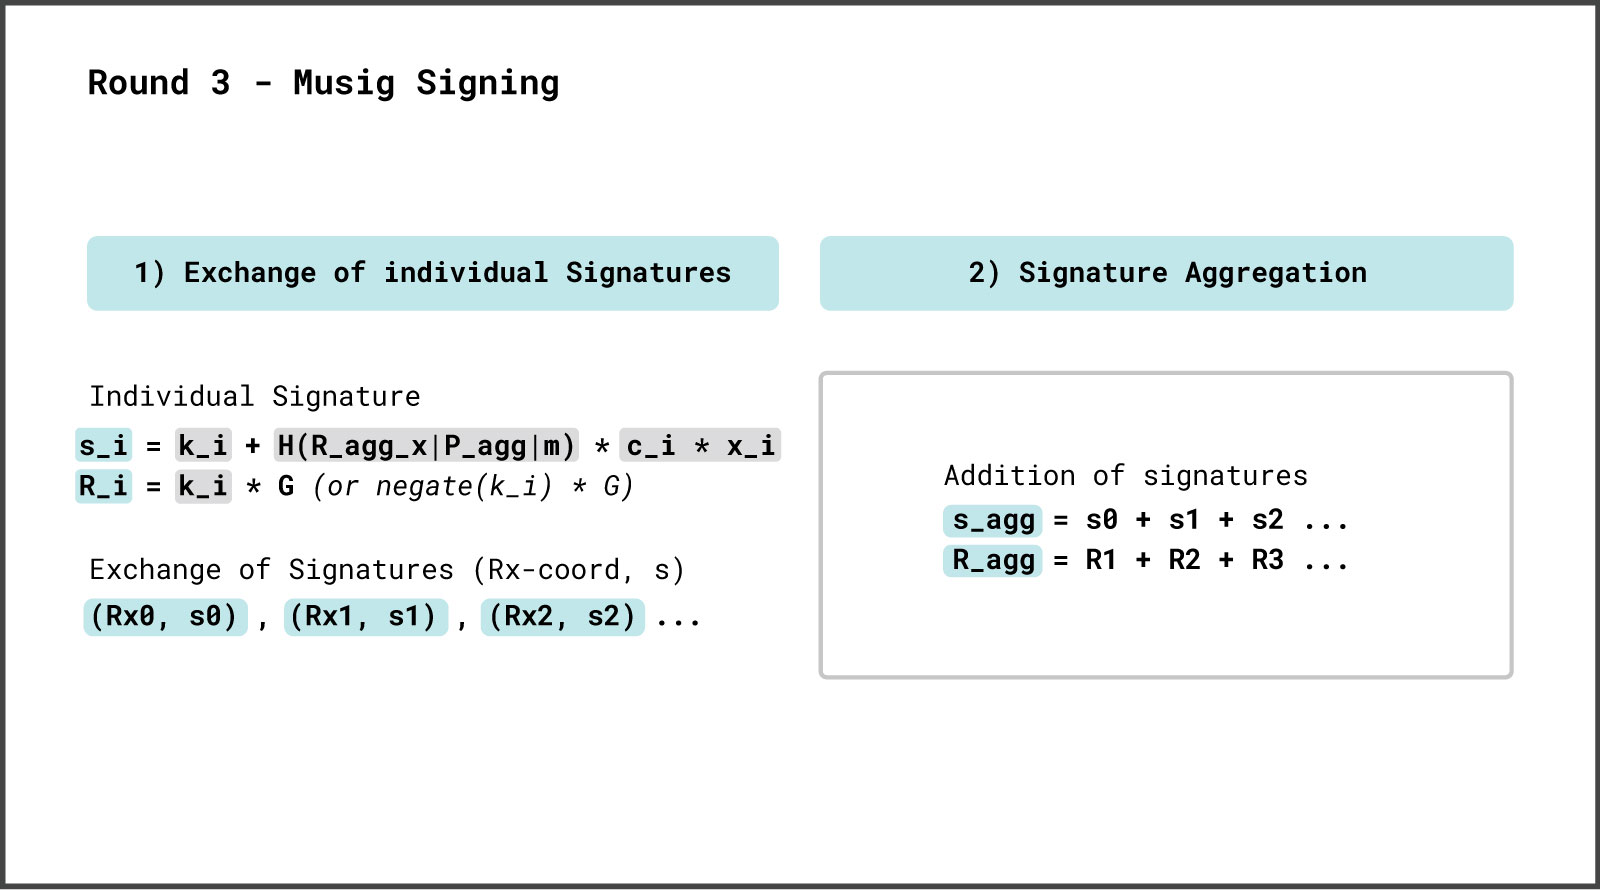 Round 3 - Musig Signing
1) Exchange of individual Signatures
Individual Signature
s_i = k_i + H(R_agg_x|P_agg|m) * c_i * x_i
R_i = k_i * G (or negate(k_i) * G)
Exchange of Signatures (Rx-coord, s)
(Rx0, s0) , (Rx1, s1) , (Rx2, s2) ...
2) Signature Aggregation
Addition of signatures
s_agg = s0 + s1 + s2 ...
R_agg = R1 + R2 + R3 ...